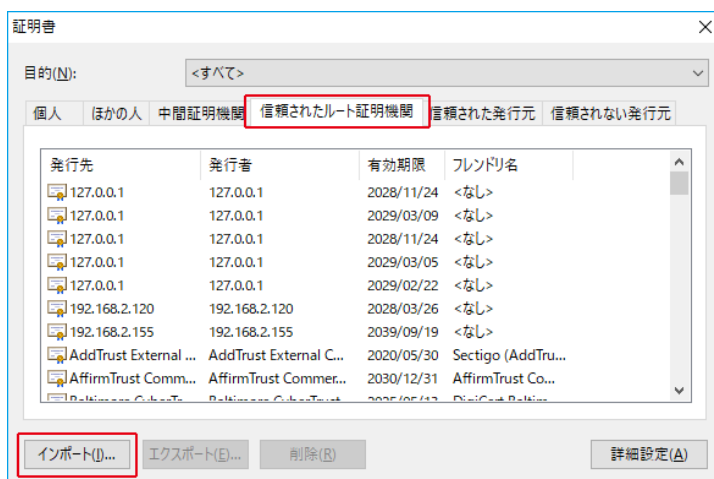 証明書
目的(N): <すべて>
個人 ほかの人 中間証明機関 信頼されたルート証明機関 信頼された発行元 信頼されない発行元
発行先 発行者 有効期限 フレンドリ名
127.0.0.1 127.0.0.1 2028/11/24 <なし>
127.0.0.1 127.0.0.1 2029/03/09 <なし>
127.0.0.1 127.0.0.1 2028/11/24 <なし>
127.0.0.1 127.0.0.1 2029/03/05 <なし>
127.0.0.1 127.0.0.1 2029/02/22 <なし>
192.168.2.120 192.168.2.120 2028/03/26 <なし>
192.168.2.155 192.168.2.155 2039/09/19 <なし>
AddTrust External ... AddTrust External C... 2020/05/30 Sectigo (AddTru...
AffirmTrust Comm... AffirmTrust Commer... 2030/12/31 AffirmTrust Co...
Baltimore CyberTr... Baltimore CyberTrust... 2025/05/13 DigiCert Baltim...
インポート(I)... エクスポート(E)... 削除(R) 詳細設定(A)